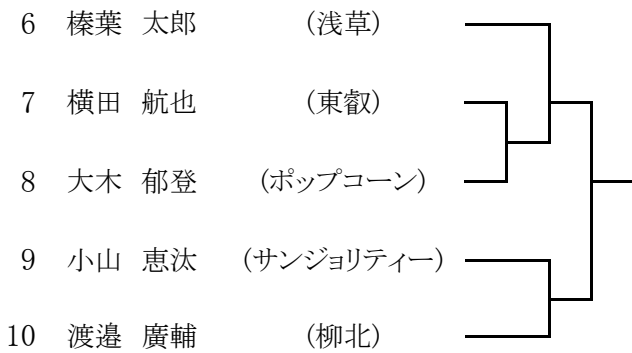 6 榛葉 太郎 (浅草)
7 横田 航也 (東叡)
8 大木 郁登 (ポップコーン)
9 小山 恵汰 (サンジョリティー)
10 渡邉 廣輔 (柳北)